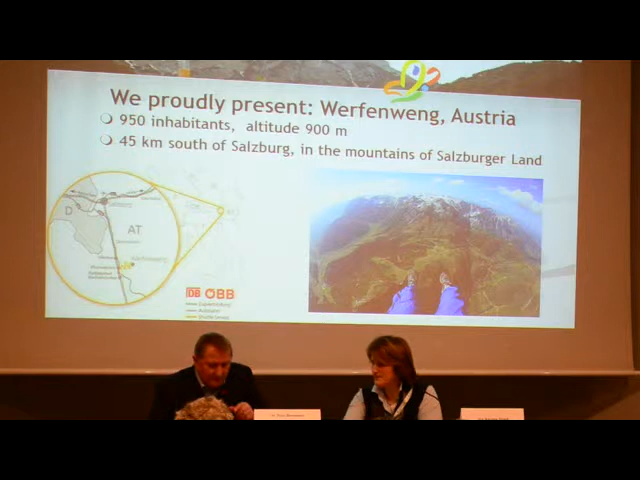 We proudly present: Werfenweng, Austria
950 inhabitants, altitude 900 m
45 km south of Salzburg, in the mountains of Salzburger Land
D
AT
DB ÖBB